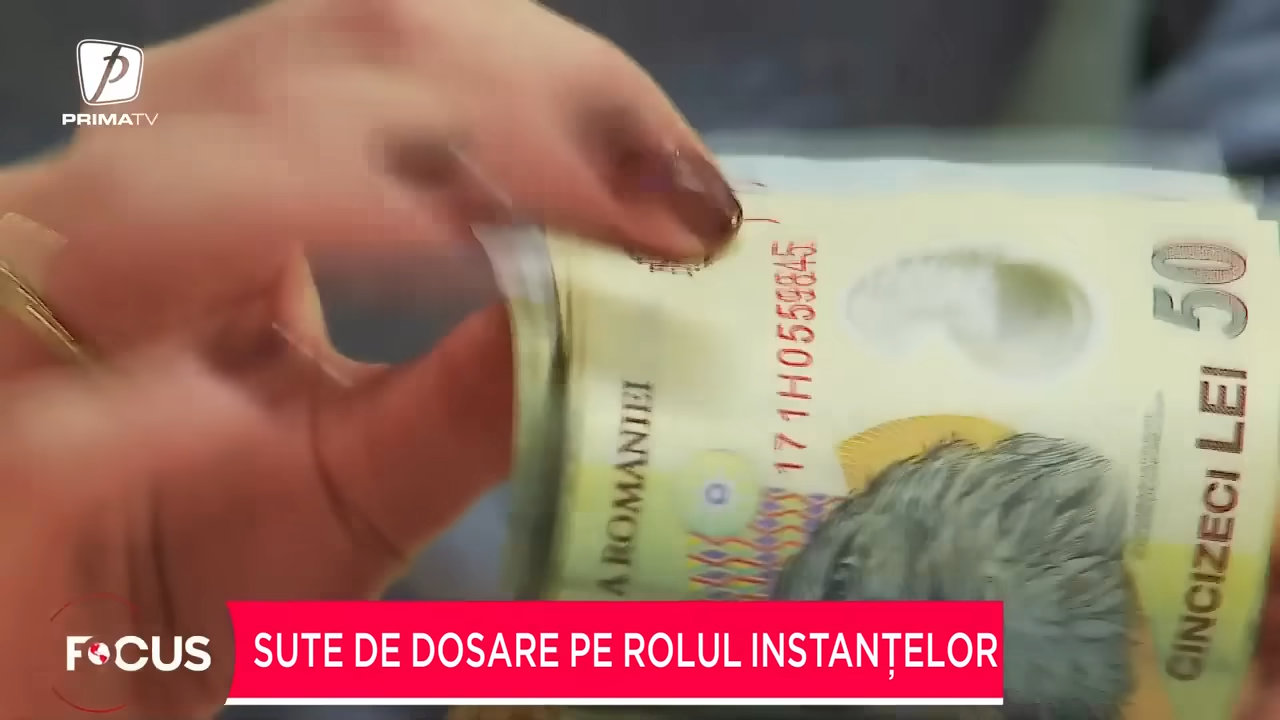 PRIMATV
50
171H0559845
A ROMANIEI
CINCIZECI LEI
FOCUS
SUTE DE DOSARE PE ROLUL INSTANȚELOR